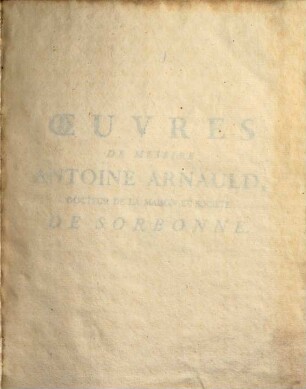 ŒUVRES
DE MESSIRE
ANTOINE ARNAULD,
DOCTEUR DE LA MAISON ET SOCIÉTÉ
DE SORBONNE.